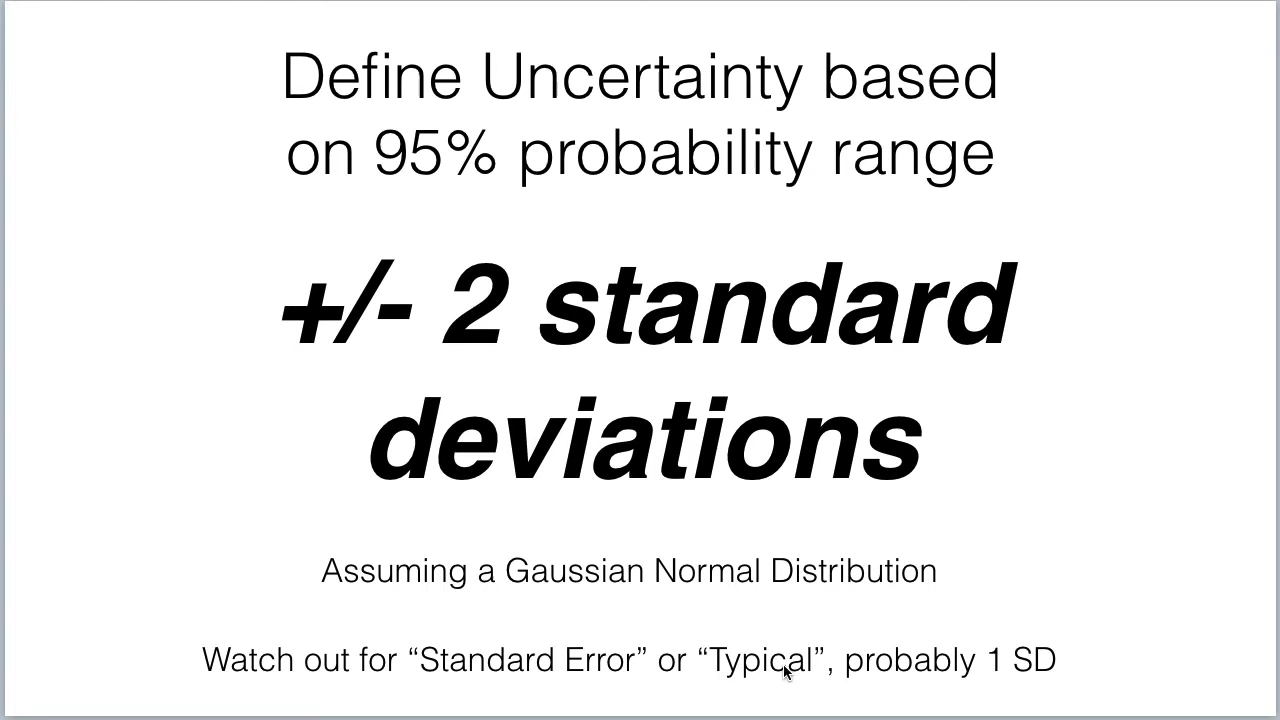 Define Uncertainty based
on 95% probability range
+/- 2 standard
deviations
Assuming a Gaussian Normal Distribution
Watch out for “Standard Error” or “Typical”, probably 1 SD